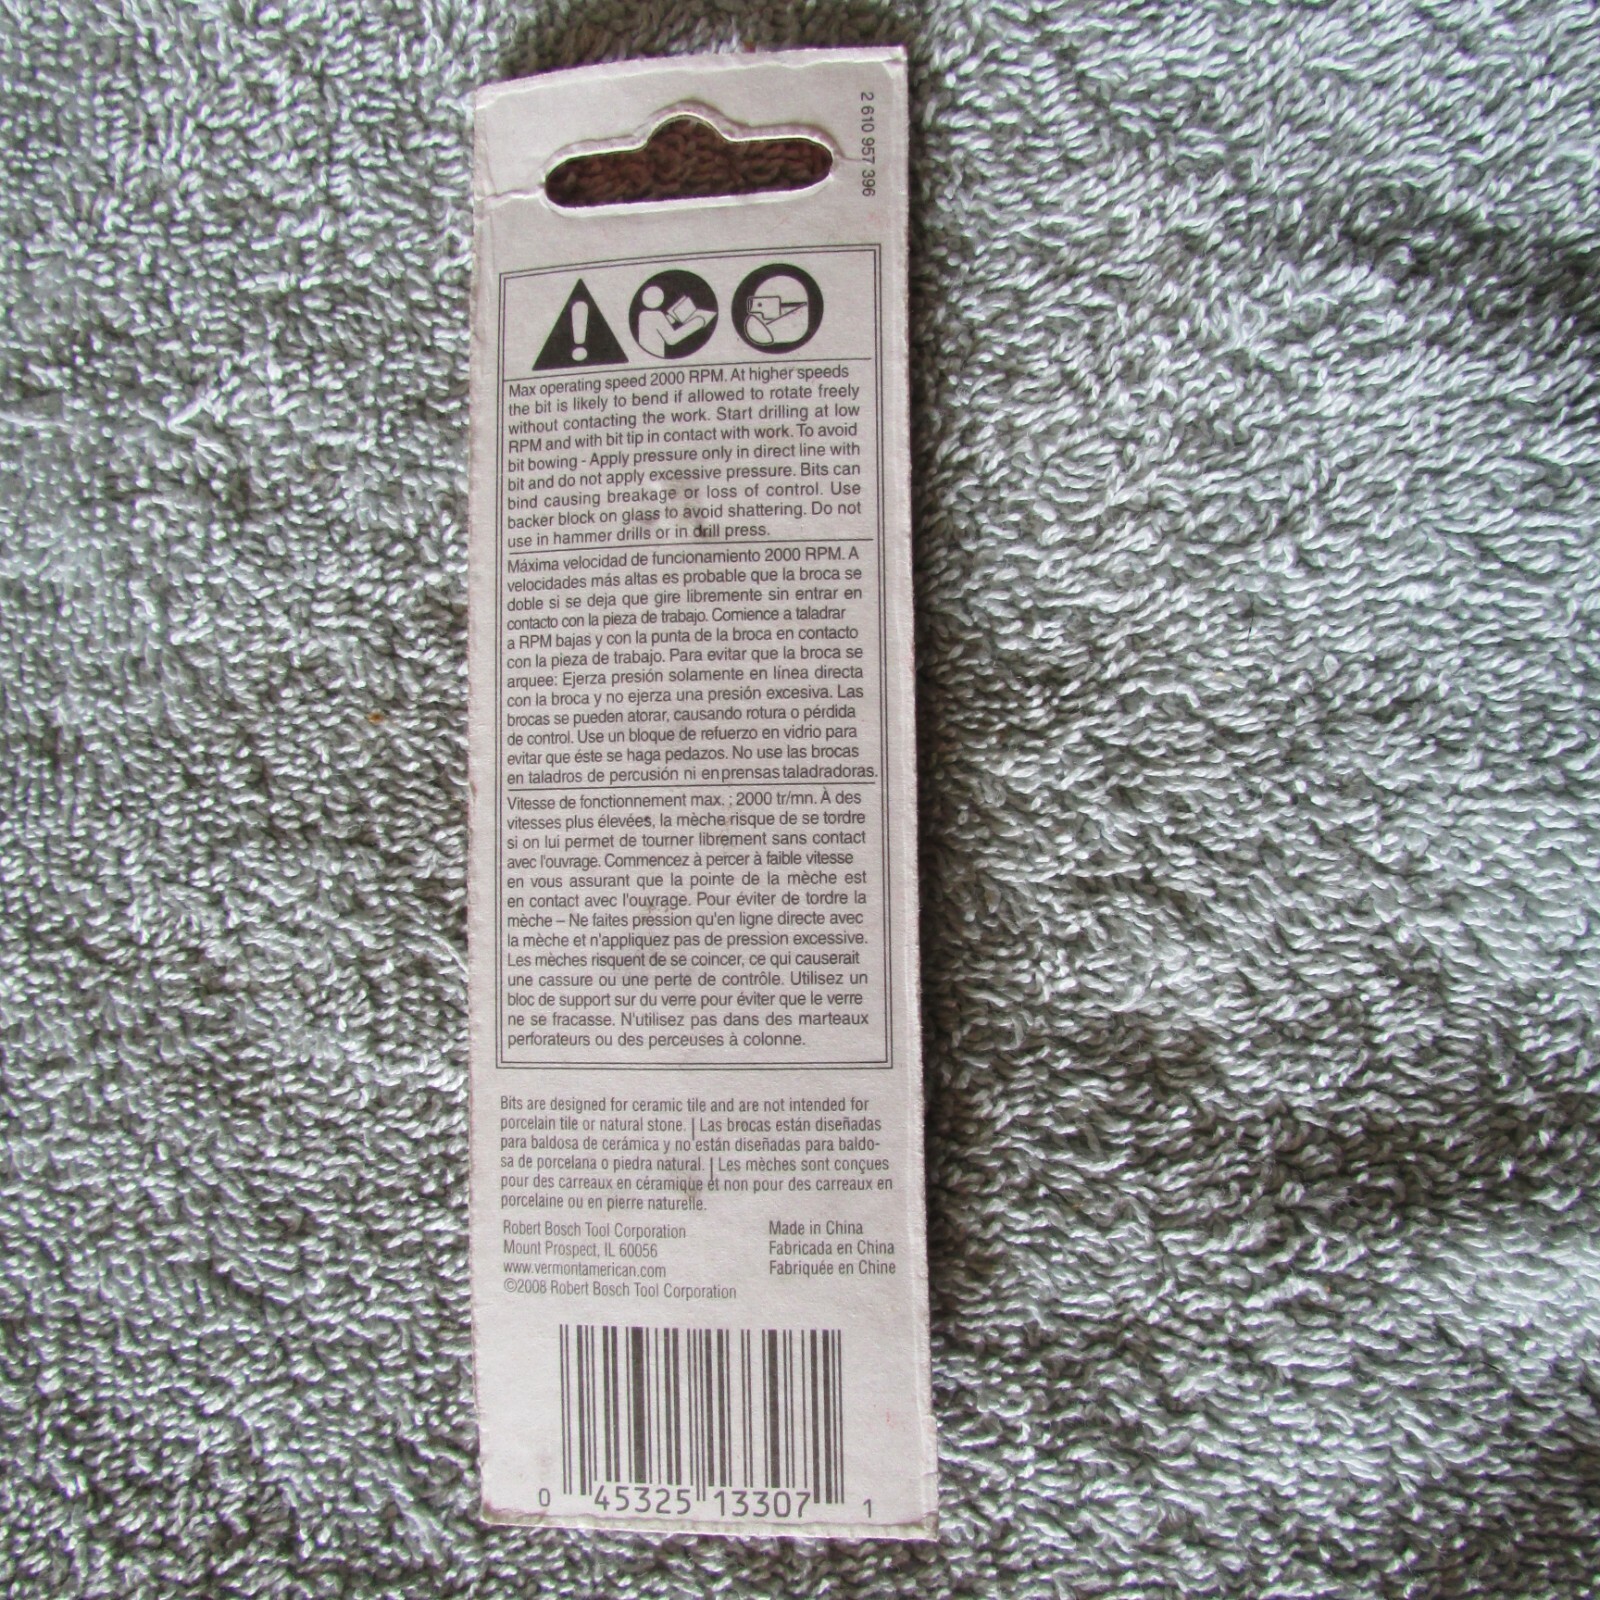 2 610 957 396
Max operating speed 2000 RPM. At higher speeds
the bit is likely to bend if allowed to rotate freely
without contacting the work. Start drilling at low
RPM and with bit tip in contact with work. To avoid
bit bowing - Apply pressure only in direct line with
bit and do not apply excessive pressure. Bits can
bind causing breakage or loss of control. Use
backer block on glass to avoid shattering. Do not
use in hammer drills or in drill press.
Máxima velocidad de funcionamiento 2000 RPM. A
velocidades más altas es probable que la broca se
doble si se deja que gire libremente sin entrar en
contacto con la pieza de trabajo. Comience a taladrar
a RPM bajas y con la punta de la broca en contacto
con la pieza de trabajo. Para evitar que la broca se
arquee: Ejerza presión solamente en línea directa
con la broca y no ejerza una presión excesiva. Las
brocas se pueden atorar, causando rotura o pérdida
de control. Use un bloque de refuerzo en vidrio para
evitar que éste se haga pedazos. No use las brocas
en taladros de percusión ni en prensas taladradoras.
Vitesse de fonctionnement max. : 2000 tr/mn. À des
vitesses plus élevées, la mèche risque de se tordre
si on lui permet de tourner librement sans contact
avec l'ouvrage. Commencez à percer à faible vitesse
en vous assurant que la pointe de la mèche est
en contact avec l'ouvrage. Pour éviter de tordre la
mèche – Ne faites préssion qu'en ligne directe avec
la mèche et n'appliquez pas de pression excessive.
Les mèches risquent de se coincer, ce qui causerait
une cassure ou une perte de contrôle. Utilisez un
bloc de support sur du verre pour éviter que le verre
ne se fracasse. N'utilisez pas dans des marteaux
perforateurs ou des perceuses à colonne.
Bits are designed for ceramic tile and are not intended for
porcelain tile or natural stone. | Las brocas están diseñadas
para baldosa de cerámica y no están diseñadas para baldo-
sa de porcelana o piedra natural. | Les mèches sont conçues
pour des carreaux en céramique et non pour des carreaux en
porcelaine ou en pierre naturelle.
Robert Bosch Tool Corporation
Mount Prospect, IL 60056
www.vermontamerican.com
©2008 Robert Bosch Tool Corporation
Made in China
Fabricada en China
Fabriquée en Chine
0 45325 13307 1